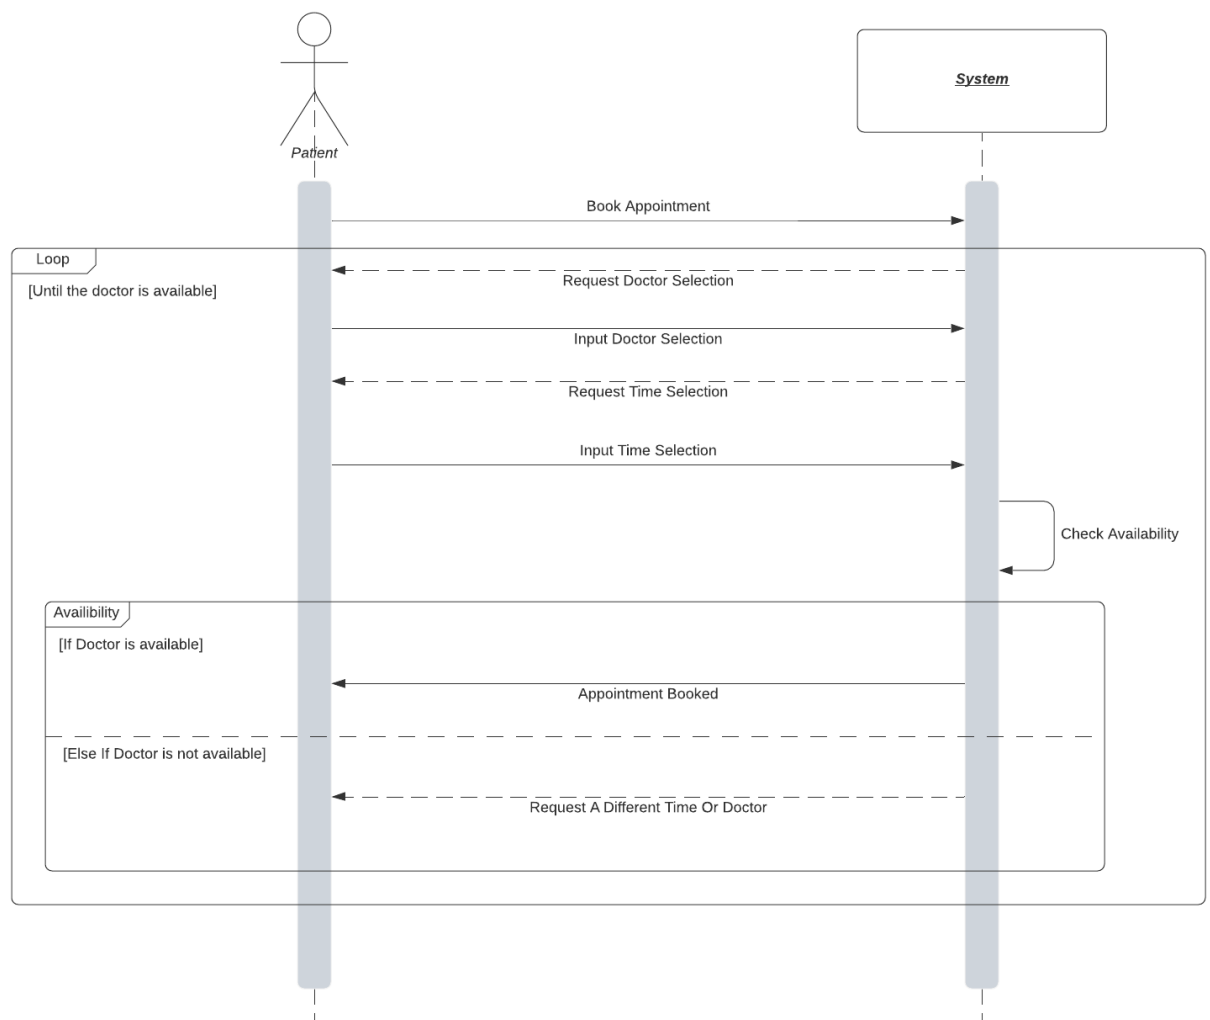 Patient
System
Book Appointment
Loop
Request Doctor Selection
[Until the doctor is available]
Input Doctor Selection
Request Time Selection
Input Time Selection
Check Availability
Availibility
[If Doctor is available]
Appointment Booked
[Else If Doctor is not available]
Request A Different Time Or Doctor